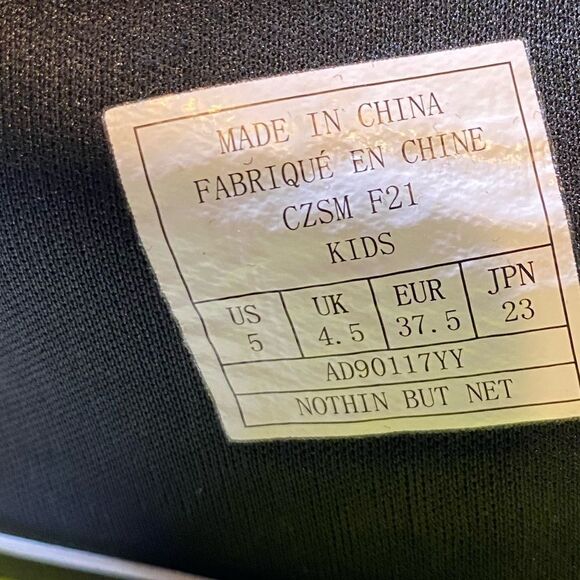 MADE IN CHINA
FABRIQUÉ EN CHINE
CZSM F21
KIDS
US UK EUR JPN
5 4.5 37.5 23
AD90117YY
NOTHIN BUT NET